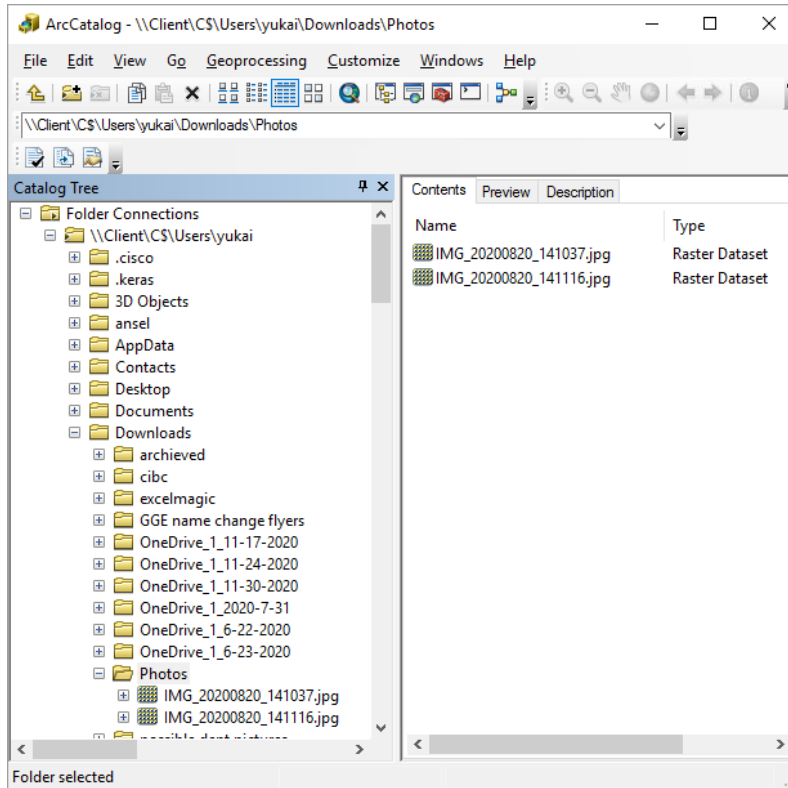 ArcCatalog - \\Client\C$\Users\yukai\Downloads\Photos
File Edit View Go Geoprocessing Customize Windows Help
\\Client\C$\Users\yukai\Downloads\Photos
Catalog Tree
Folder Connections
\\Client\C$\Users\yukai
.cisco
.keras
3D Objects
ansel
AppData
Contacts
Desktop
Documents
Downloads
archieved
cibc
excelmagic
GGE name change flyers
OneDrive_1_11-17-2020
OneDrive_1_11-24-2020
OneDrive_1_11-30-2020
OneDrive_1_2020-7-31
OneDrive_1_6-22-2020
OneDrive_1_6-23-2020
Photos
IMG_20200820_141037.jpg
IMG_20200820_141116.jpg
Contents Preview Description
Name Type
IMG_20200820_141037.jpg Raster Dataset
IMG_20200820_141116.jpg Raster Dataset
Folder selected